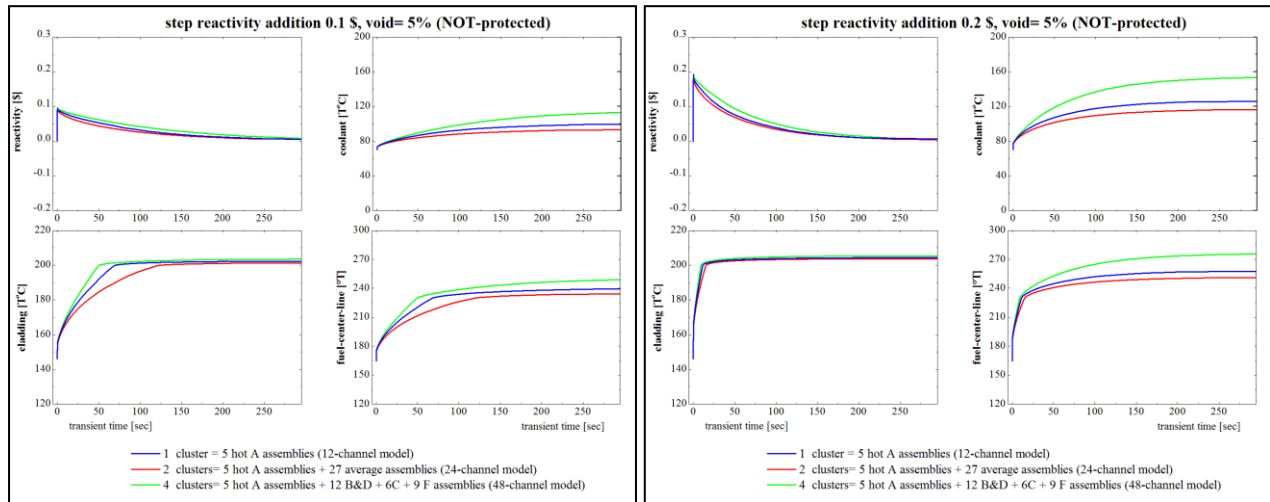 step reactivity addition 0.1 $, void= 5% (NOT-protected)
reactivity [$]
0.3
0.2
0.1
0.0
-0.1
-0.2
0 50 100 150 200 250
coolant [T°C]
200
160
120
80
40
0
0 50 100 150 200 250
cladding [T°C]
220
200
180
160
140
120
0 50 100 150 200 250
transient time [sec]
fuel-center-line [°T]
300
270
240
210
180
150
120
0 50 100 150 200 250
transient time [sec]
1 cluster = 5 hot A assemblies (12-channel model)
2 clusters= 5 hot A assemblies + 27 average assemblies (24-channel model)
4 clusters= 5 hot A assemblies + 12 B&D + 6C + 9 F assemblies (48-channel model)
step reactivity addition 0.2 $, void= 5% (NOT-protected)
reactivity [$]
0.3
0.2
0.1
0.0
-0.1
-0.2
0 50 100 150 200 250
coolant [T°C]
200
160
120
80
40
0
0 50 100 150 200 250
cladding [T°C]
220
200
180
160
140
120
0 50 100 150 200 250
transient time [sec]
fuel-center-line [°T]
300
270
240
210
180
150
120
0 50 100 150 200 250
transient time [sec]
1 cluster = 5 hot A assemblies (12-channel model)
2 clusters= 5 hot A assemblies + 27 average assemblies (24-channel model)
4 clusters= 5 hot A assemblies + 12 B&D + 6C + 9 F assemblies (48-channel model)